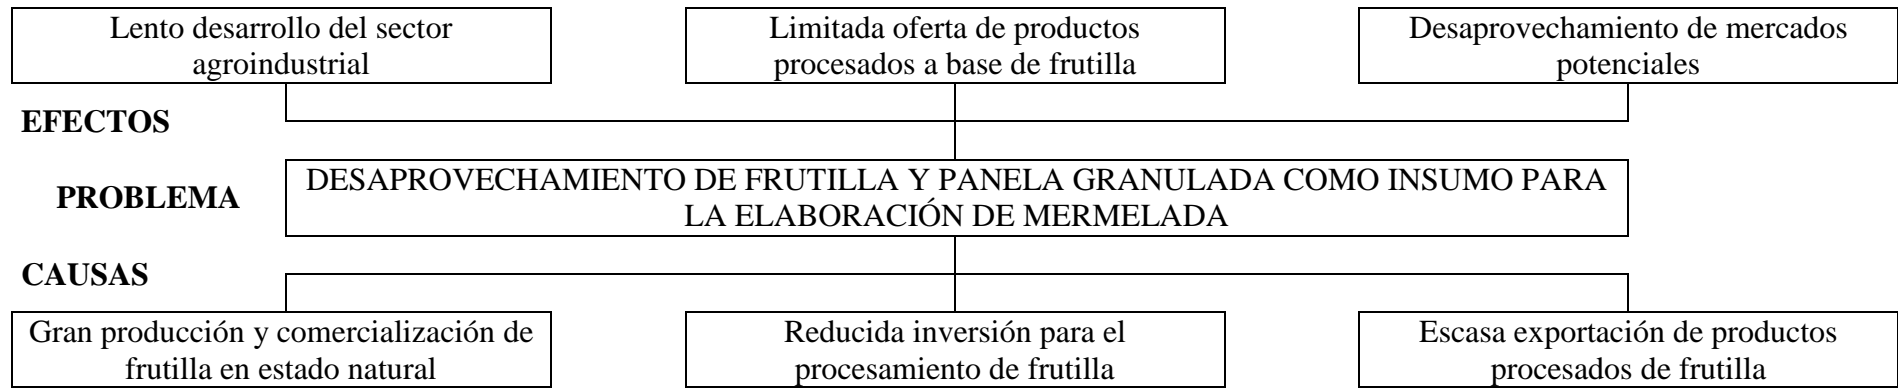 Lento desarrollo del sector
agroindustrial
Limitada oferta de productos
procesados a base de frutilla
Desaprovechamiento de mercados
potenciales
EFECTOS
PROBLEMA
DESAPROVECHAMIENTO DE FRUTILLA Y PANELA GRANULADA COMO INSUMO PARA
LA ELABORACIÓN DE MERMELADA
CAUSAS
Gran producción y comercialización de
frutilla en estado natural
Reducida inversión para el
procesamiento de frutilla
Escasa exportación de productos
procesados de frutilla